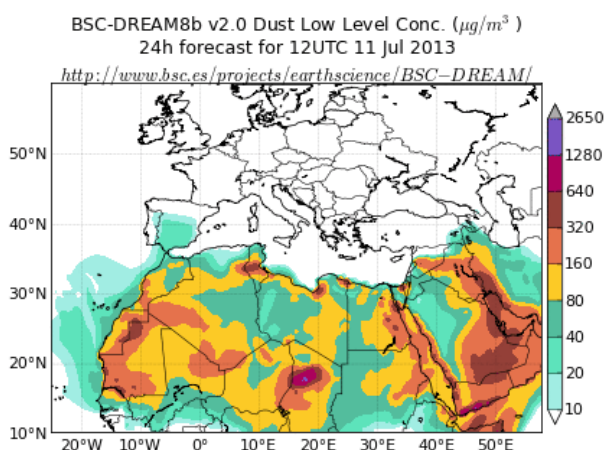 BSC-DREAM8b v2.0 Dust Low Level Conc. (μg/m³ )
24h forecast for 12UTC 11 Jul 2013
http://www.bsc.es/projects/earthscience/BSC−DREAM/
50°N
40°N
30°N
20°N
10°N
20°W 10°W 0° 10°E 20°E 30°E 40°E 50°E
2650
1280
640
320
160
80
40
20
10